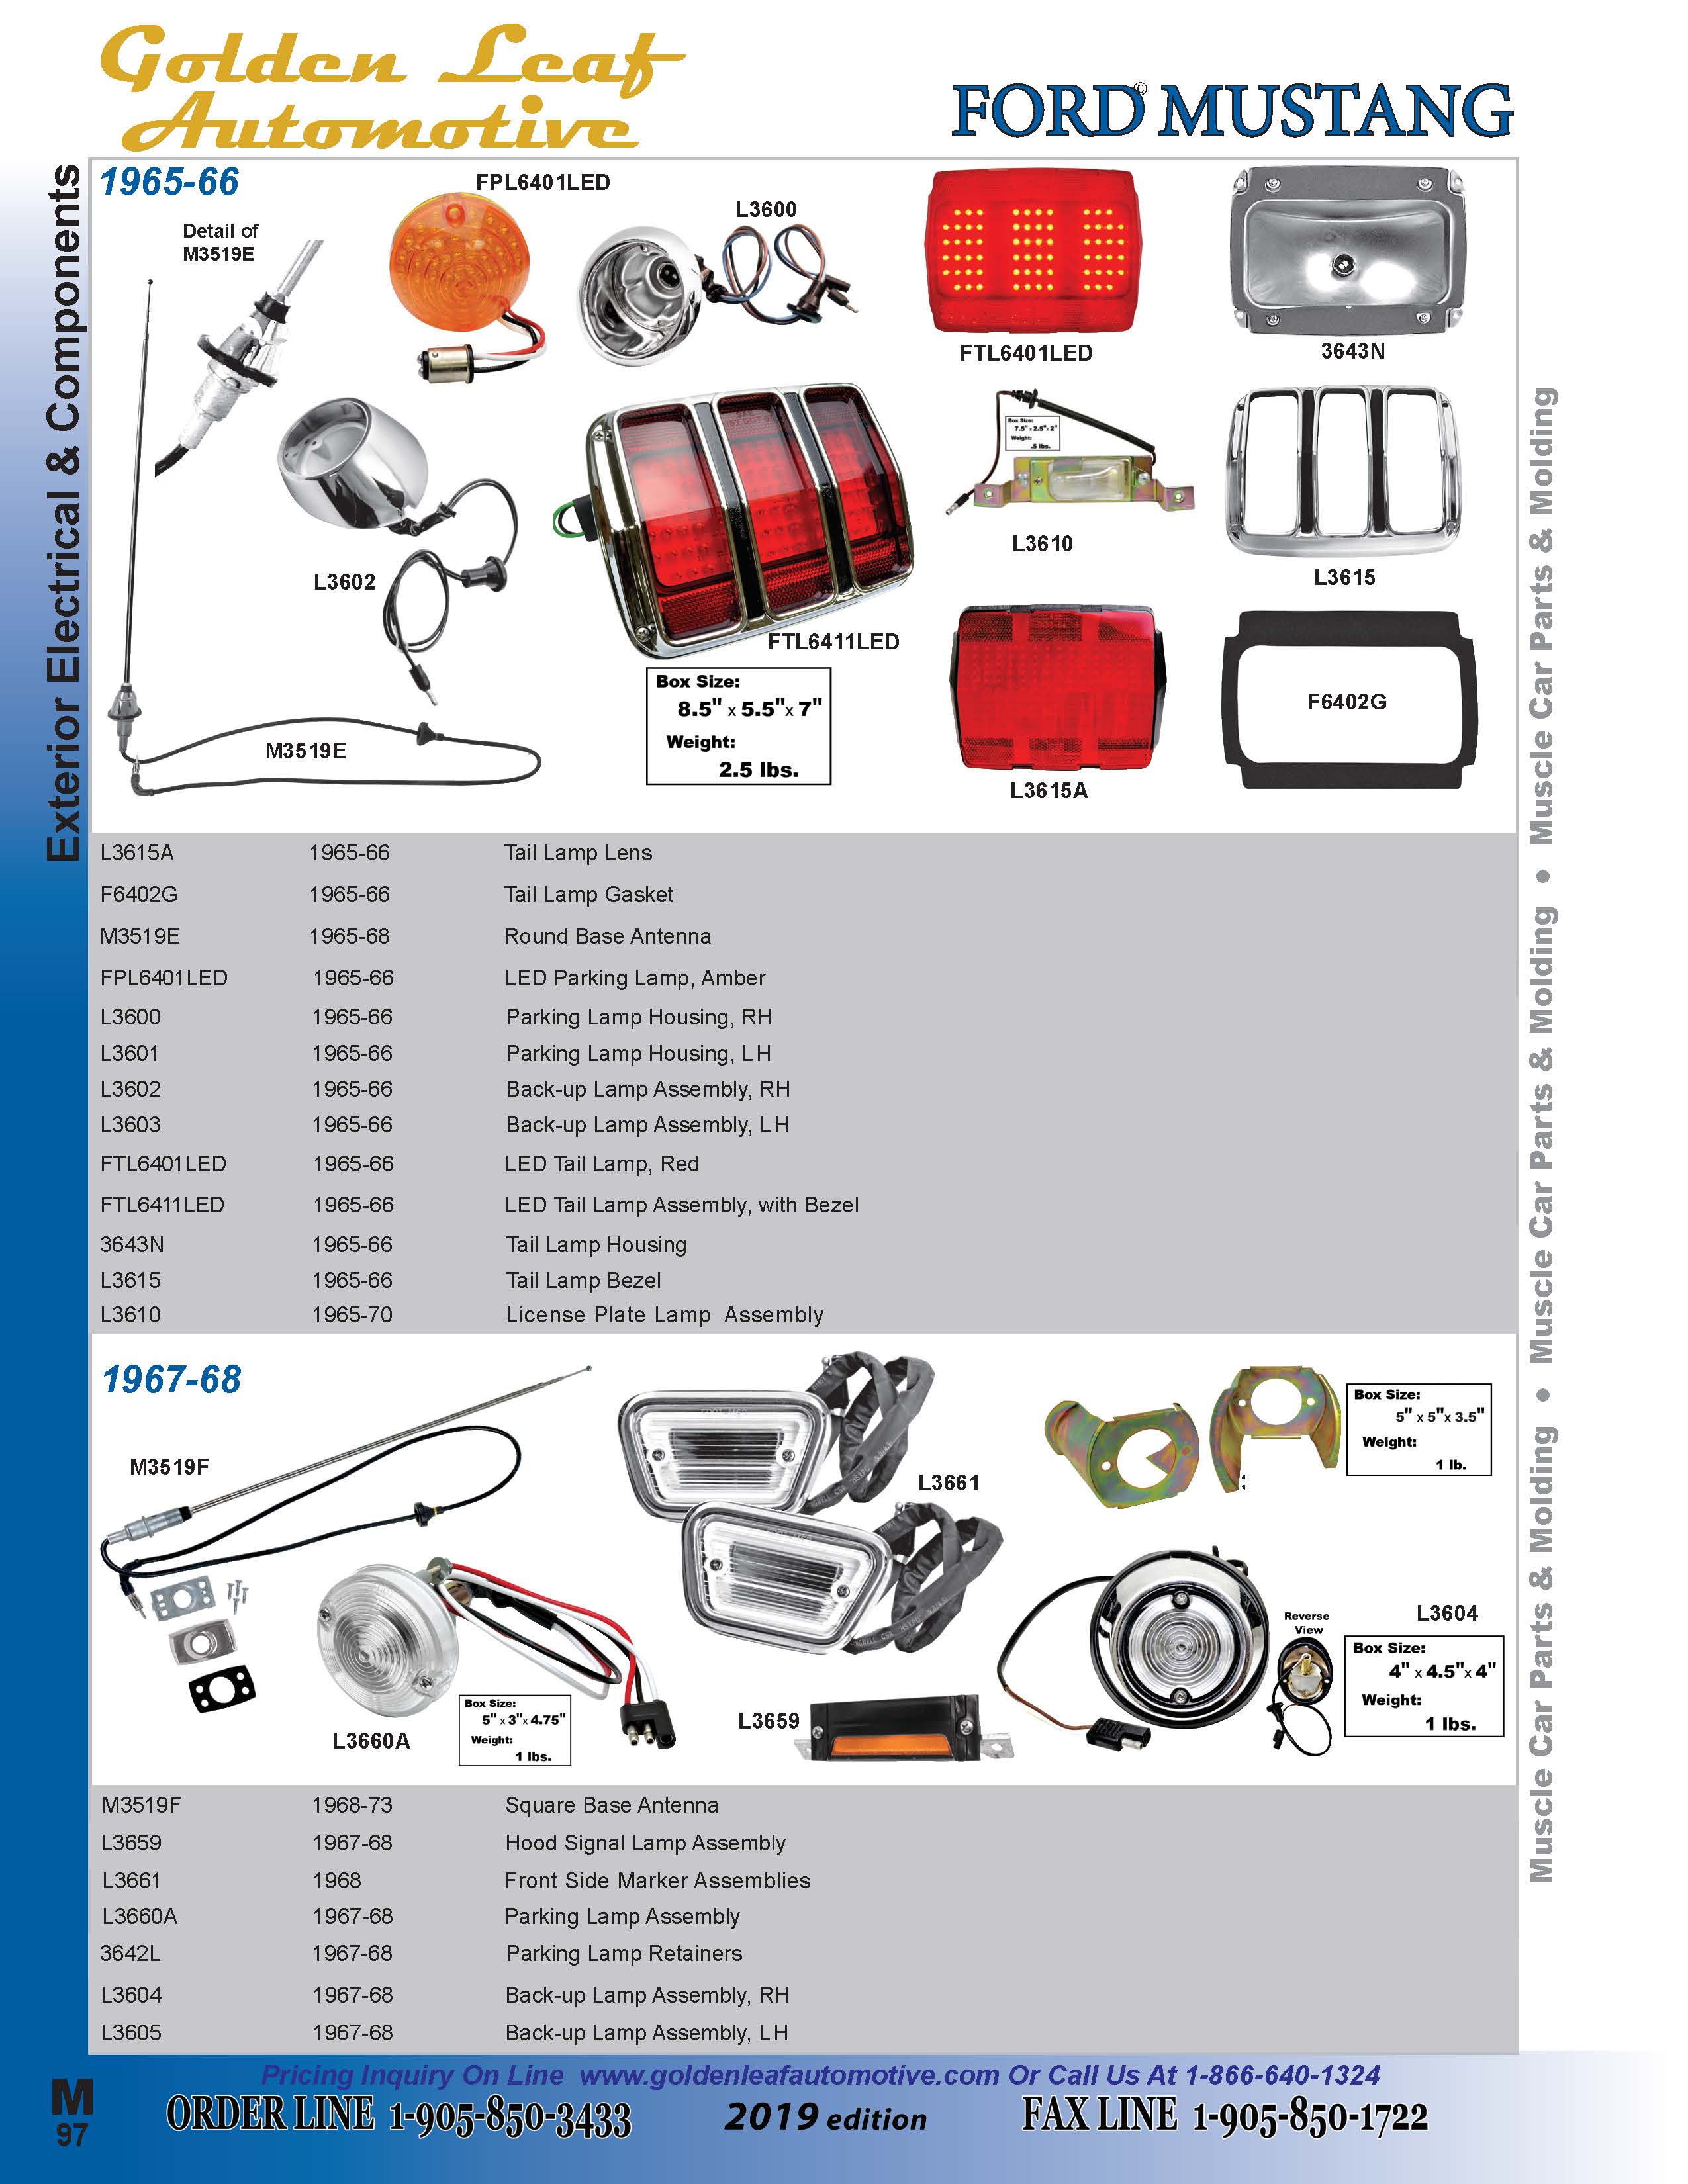 Golden Leaf
Automotive
FORD© MUSTANG
Exterior Electrical & Components
1965-66
Detail of
M3519E
FPL6401LED
L3600
FTL6401LED
3643N
Box Size:
7.5" x 2.5"x 2"
Weight:
.5 lbs.
L3610
L3615
L3602
FTL6411LED
Box Size:
8.5" x 5.5"x 7"
Weight:
2.5 lbs.
M3519E
L3615A
F6402G
L3615A 1965-66 Tail Lamp Lens
F6402G 1965-66 Tail Lamp Gasket
M3519E 1965-68 Round Base Antenna
FPL6401LED 1965-66 LED Parking Lamp, Amber
L3600 1965-66 Parking Lamp Housing, RH
L3601 1965-66 Parking Lamp Housing, LH
L3602 1965-66 Back-up Lamp Assembly, RH
L3603 1965-66 Back-up Lamp Assembly, LH
FTL6401LED 1965-66 LED Tail Lamp, Red
FTL6411LED 1965-66 LED Tail Lamp Assembly, with Bezel
3643N 1965-66 Tail Lamp Housing
L3615 1965-66 Tail Lamp Bezel
L3610 1965-70 License Plate Lamp Assembly
1967-68
M3519F
L3661
Box Size:
5" x 5"x 3.5"
Weight:
1 lb.
L3660A
Box Size:
5" x 3"x 4.75"
Weight:
1 lbs.
L3659
Reverse
View
L3604
Box Size:
4" x 4.5"x 4"
Weight:
1 lbs.
M3519F 1968-73 Square Base Antenna
L3659 1967-68 Hood Signal Lamp Assembly
L3661 1968 Front Side Marker Assemblies
L3660A 1967-68 Parking Lamp Assembly
3642L 1967-68 Parking Lamp Retainers
L3604 1967-68 Back-up Lamp Assembly, RH
L3605 1967-68 Back-up Lamp Assembly, LH
Muscle Car Parts & Molding • Muscle Car Parts & Molding • Muscle Car Parts & Molding
Pricing Inquiry On Line www.goldenleafautomotive.com Or Call Us At 1-866-640-1324
M
97
ORDER LINE 1-905-850-3433
2019 edition
FAX LINE 1-905-850-1722